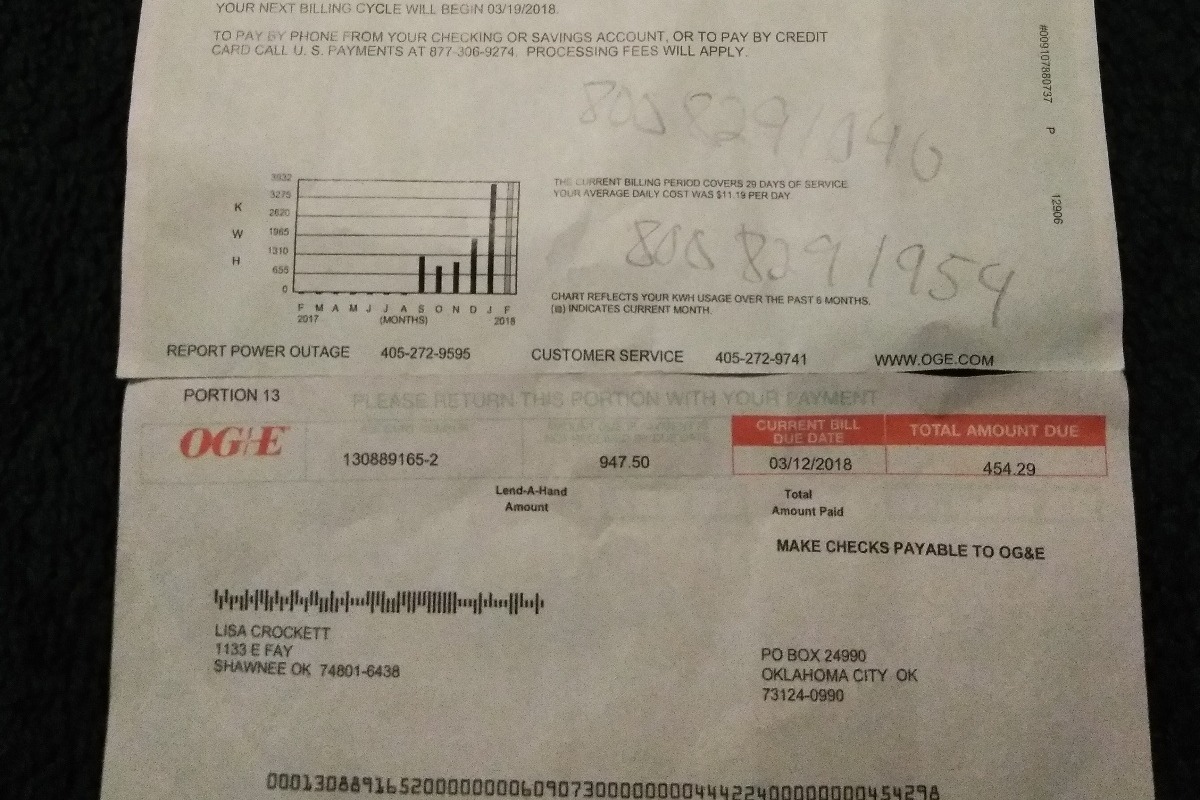 YOUR NEXT BILLING CYCLE WILL BEGIN 03/19/2018.
TO PAY BY PHONE FROM YOUR CHECKING OR SAVINGS ACCOUNT, OR TO PAY BY CREDIT
CARD CALL U. S. PAYMENTS AT 877-306-9274. PROCESSING FEES WILL APPLY.
#009107880737 P 12906
800 829 1040
THE CURRENT BILLING PERIOD COVERS 29 DAYS OF SERVICE.
YOUR AVERAGE DAILY COST WAS $11.19 PER DAY.
800 829 1954
K
W
H
3932
3275
2620
1965
1310
655
0
F M A M J J A S O N D J F
2017 (MONTHS) 2018
CHART REFLECTS YOUR KWH USAGE OVER THE PAST 6 MONTHS.
INDICATES CURRENT MONTH.
REPORT POWER OUTAGE 405-272-9595 CUSTOMER SERVICE 405-272-9741 WWW.OGE.COM
PORTION 13 PLEASE RETURN THIS PORTION WITH YOUR PAYMENT
OG&E
130889165-2
947.50
CURRENT BILL
DUE DATE
03/12/2018
TOTAL AMOUNT DUE
454.29
Lend-A-Hand
Amount
Total
Amount Paid
MAKE CHECKS PAYABLE TO OG&E
LISA CROCKETT
1133 E FAY
SHAWNEE OK 74801-6438
PO BOX 24990
OKLAHOMA CITY OK
73124-0990